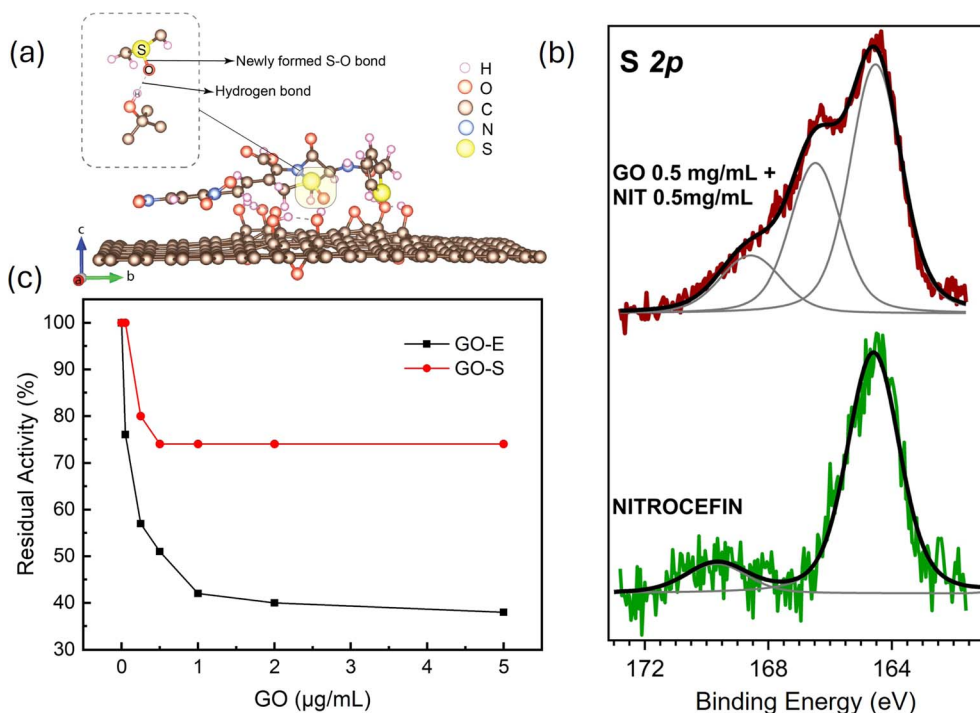 (a)
S
O
H
Newly formed S-O bond
Hydrogen bond
H
O
C
N
S
c
a
b
(b)
S 2p
GO 0.5 mg/mL +
NIT 0.5mg/mL
NITROCEFIN
172
168
164
Binding Energy (eV)
(c)
100
90
80
70
60
50
40
30
Residual Activity (%)
GO-E
GO-S
0
1
2
3
4
5
GO (µg/mL)